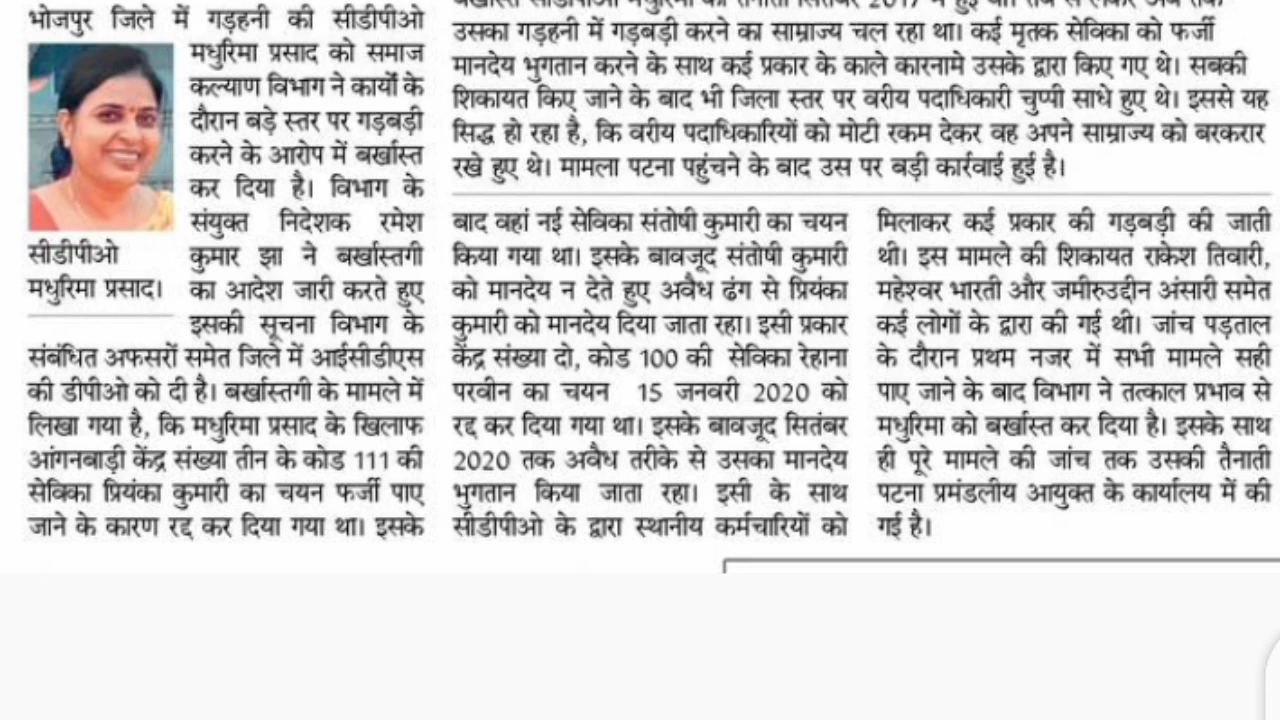 भोजपुर जिले में गड़हनी की सीडीपीओ
मधुरिमा प्रसाद को समाज
कल्याण विभाग ने कार्यों के
दौरान बड़े स्तर पर गड़बड़ी
करने के आरोप में बर्खास्त
कर दिया है। विभाग के
संयुक्त निदेशक रमेश
कुमार झा ने बर्खास्तगी
का आदेश जारी करते हुए
इसकी सूचना विभाग के
सीडीपीओ
मधुरिमा प्रसाद।
संबंधित अफसरों समेत जिले में आईसीडीएस
की डीपीओ को दी है। बर्खास्तगी के मामले में
लिखा गया है, कि मधुरिमा प्रसाद के खिलाफ
आंगनबाड़ी केंद्र संख्या तीन के कोड 111 की
सेविका प्रियंका कुमारी का चयन फर्जी पाए
जाने के कारण रद्द कर दिया गया था। इसके
बर्खास्त सीडीपीओ मधुरिमा की तैनाती सितंबर 2017 में हुई थी। तब से लेकर अब तक
उसका गड़हनी में गड़बड़ी करने का साम्राज्य चल रहा था। कई मृतक सेविका को फर्जी
मानदेय भुगतान करने के साथ कई प्रकार के काले कारनामे उसके द्वारा किए गए थे। सबकी
शिकायत किए जाने के बाद भी जिला स्तर पर वरीय पदाधिकारी चुप्पी साधे हुए थे। इससे यह
सिद्ध हो रहा है, कि वरीय पदाधिकारियों को मोटी रकम देकर वह अपने साम्राज्य को बरकरार
रखे हुए थे। मामला पटना पहुंचने के बाद उस पर बड़ी कार्रवाई हुई है।
बाद वहां नई सेविका संतोषी कुमारी का चयन
किया गया था। इसके बावजूद संतोषी कुमारी
को मानदेय न देते हुए अवैध ढंग से प्रियंका
कुमारी को मानदेय दिया जाता रहा। इसी प्रकार
केंद्र संख्या दो, कोड 100 की सेविका रेहाना
परवीन का चयन 15 जनवरी 2020 को
रद्द कर दिया गया था। इसके बावजूद सितंबर
2020 तक अवैध तरीके से उसका मानदेय
भुगतान किया जाता रहा। इसी के साथ
सीडीपीओ के द्वारा स्थानीय कर्मचारियों को
मिलाकर कई प्रकार की गड़बड़ी की जाती
थी। इस मामले की शिकायत राकेश तिवारी,
महेश्वर भारती और जमीरुउद्दीन अंसारी समेत
कई लोगों के द्वारा की गई थी। जांच पड़ताल
के दौरान प्रथम नजर में सभी मामले सही
पाए जाने के बाद विभाग ने तत्काल प्रभाव से
मधुरिमा को बर्खास्त कर दिया है। इसके साथ
ही पूरे मामले की जांच तक उसकी तैनाती
पटना प्रमंडलीय आयुक्त के कार्यालय में की
गई है।